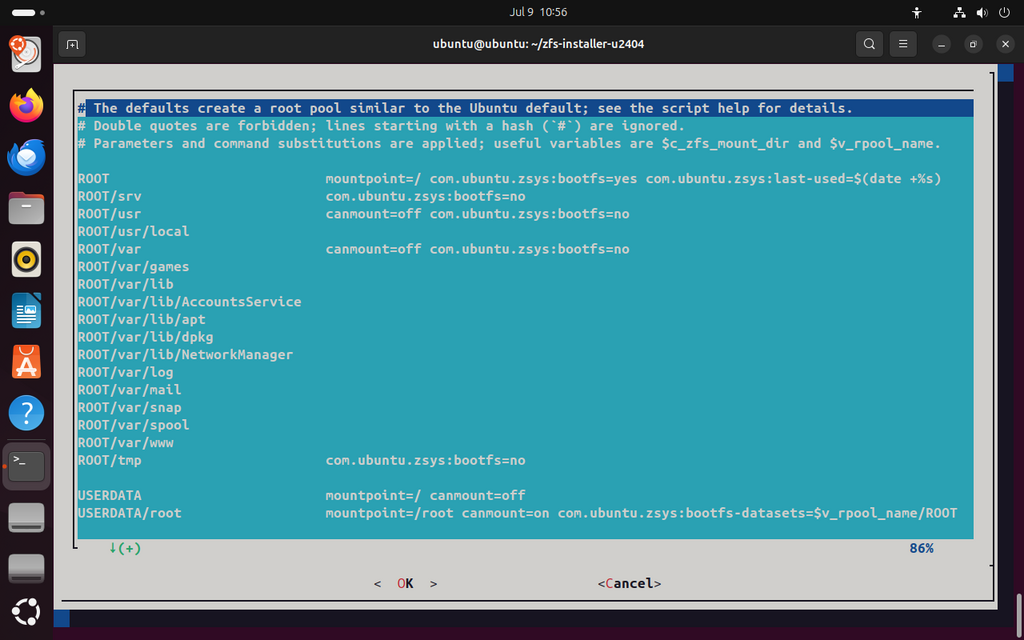 Jul 9 10:56
ubuntu@ubuntu: ~/zfs-installer-u2404
# The defaults create a root pool similar to the Ubuntu default; see the script help for details.
# Double quotes are forbidden; lines starting with a hash (`#`) are ignored.
# Parameters and command substitutions are applied; useful variables are $c_zfs_mount_dir and $v_rpool_name.
ROOT mountpoint=/ com.ubuntu.zsys:bootfs=yes com.ubuntu.zsys:last-used=$(date +%s)
ROOT/srv com.ubuntu.zsys:bootfs=no
ROOT/usr canmount=off com.ubuntu.zsys:bootfs=no
ROOT/usr/local
ROOT/var canmount=off com.ubuntu.zsys:bootfs=no
ROOT/var/games
ROOT/var/lib
ROOT/var/lib/AccountsService
ROOT/var/lib/apt
ROOT/var/lib/dpkg
ROOT/var/lib/NetworkManager
ROOT/var/log
ROOT/var/mail
ROOT/var/snap
ROOT/var/spool
ROOT/var/www
ROOT/tmp com.ubuntu.zsys:bootfs=no
USERDATA mountpoint=/ canmount=off
USERDATA/root mountpoint=/root canmount=on com.ubuntu.zsys:bootfs-datasets=$v_rpool_name/ROOT
↓(+) 86%
< OK > <Cancel>